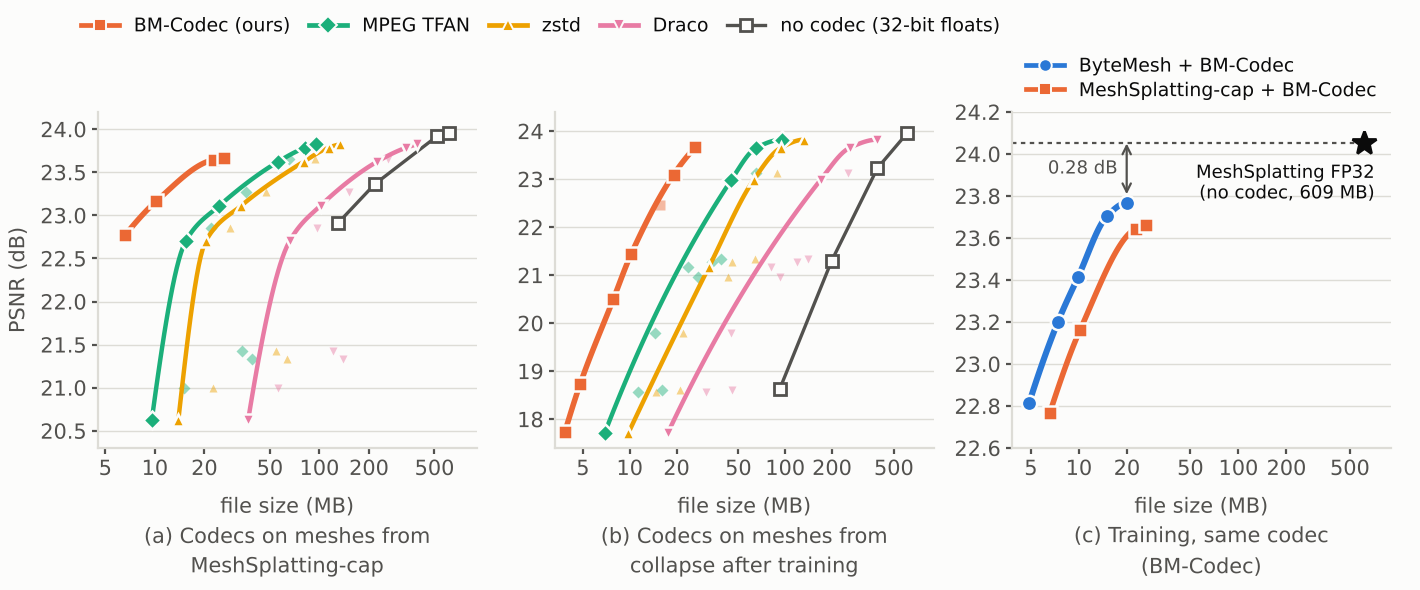 BM-Codec (ours) MPEG TFAN zstd Draco no codec (32-bit floats)
ByteMesh + BM-Codec
MeshSplatting-cap + BM-Codec
PSNR (dB)
24.0
23.5
23.0
22.5
22.0
21.5
21.0
20.5
5 10 20 50 100 200 500
file size (MB)
(a) Codecs on meshes from
MeshSplatting-cap
24
23
22
21
20
19
18
5 10 20 50 100 200 500
file size (MB)
(b) Codecs on meshes from
collapse after training
24.2
24.0
23.8
23.6
23.4
23.2
23.0
22.8
22.6
0.28 dB
MeshSplatting FP32
(no codec, 609 MB)
5 10 20 50 100 200 500
file size (MB)
(c) Training, same codec
(BM-Codec)